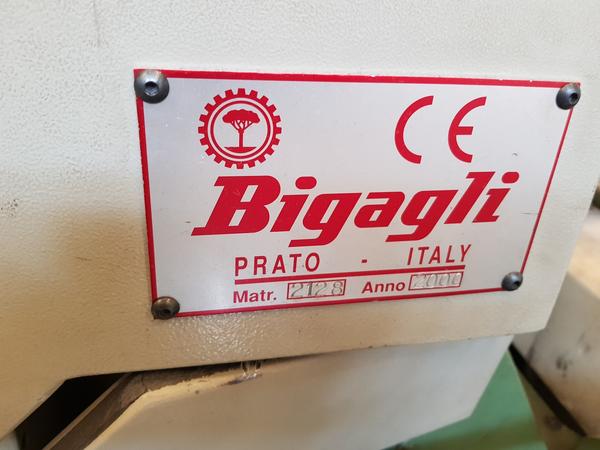 CE
Bigagli
PRATO - ITALY
Matr. 2128 Anno 2000